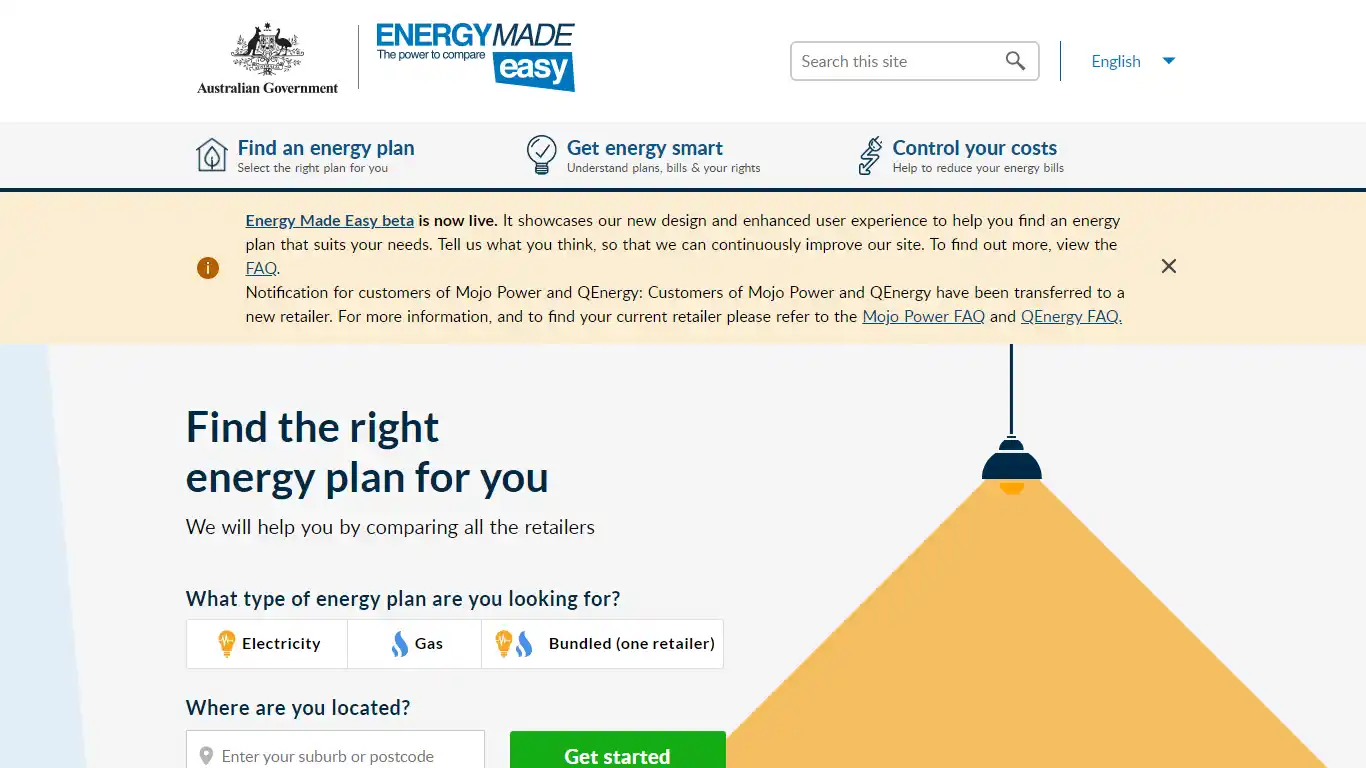 Australian Government
ENERGY MADE
The power to compare
easy
Search this site
English
Find an energy plan
Select the right plan for you
Get energy smart
Understand plans, bills & your rights
Control your costs
Help to reduce your energy bills
Energy Made Easy beta is now live. It showcases our new design and enhanced user experience to help you find an energy
plan that suits your needs. Tell us what you think, so that we can continuously improve our site. To find out more, view the
FAQ.
Notification for customers of Mojo Power and QEnergy: Customers of Mojo Power and QEnergy have been transferred to a
new retailer. For more information, and to find your current retailer please refer to the Mojo Power FAQ and QEnergy FAQ.
Find the right
energy plan for you
We will help you by comparing all the retailers
What type of energy plan are you looking for?
Electricity
Gas
Bundled (one retailer)
Where are you located?
Enter your suburb or postcode
Get started